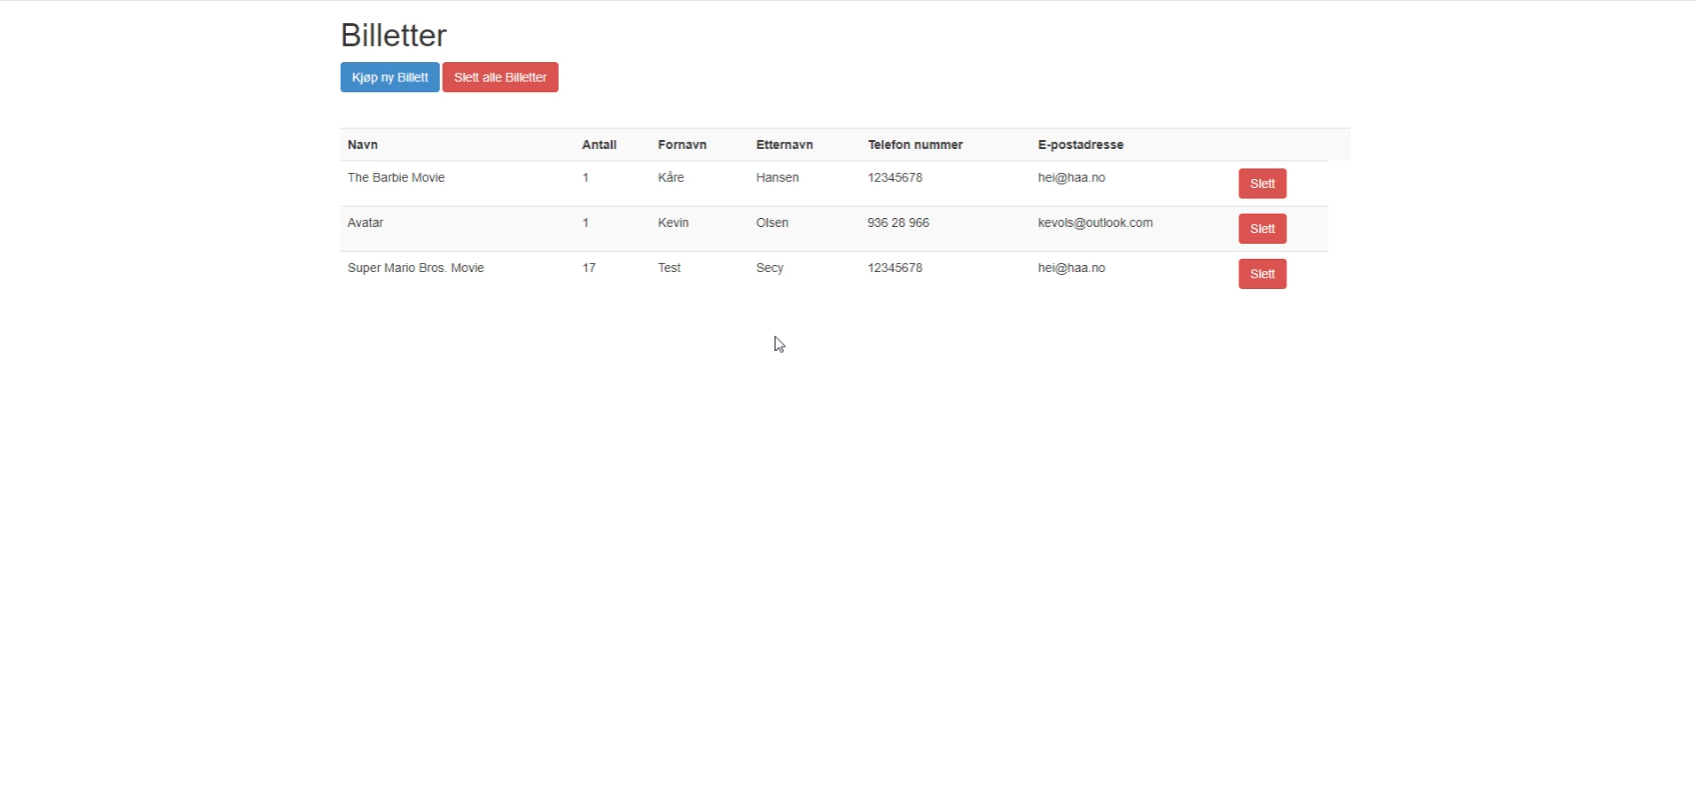 Billetter
Kjøp ny Billett Slett alle Billetter
Navn Antall Fornavn Etternavn Telefon nummer E-postadresse
The Barbie Movie 1 Kåre Hansen 12345678 hei@haa.no Slett
Avatar 1 Kevin Olsen 936 28 966 kevols@outlook.com Slett
Super Mario Bros. Movie 17 Test Secy 12345678 hei@haa.no Slett